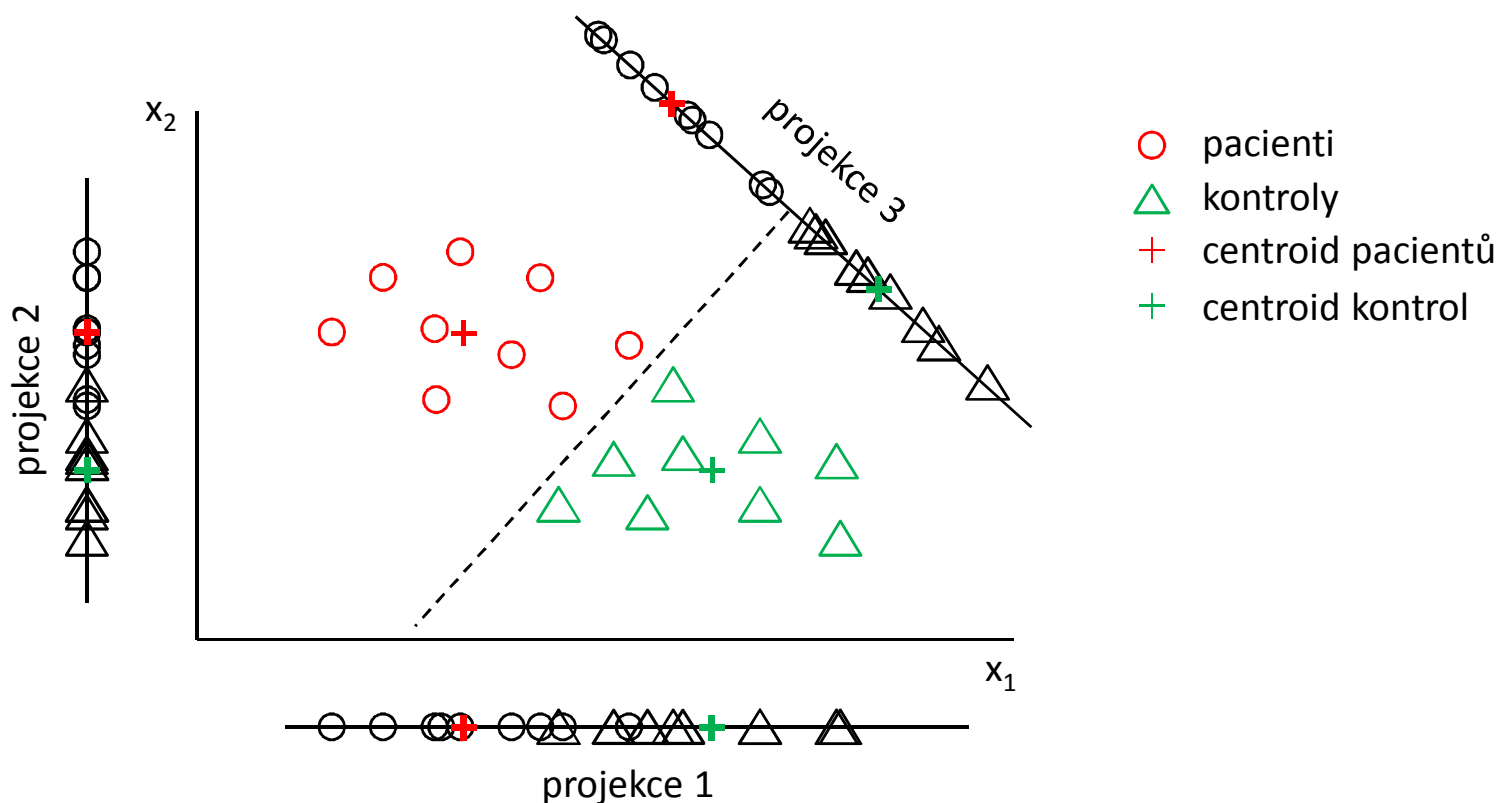 x₂
projekce 3
pacienti
kontroly
centroid pacientů
centroid kontrol
projekce 2
x₁
projekce 1